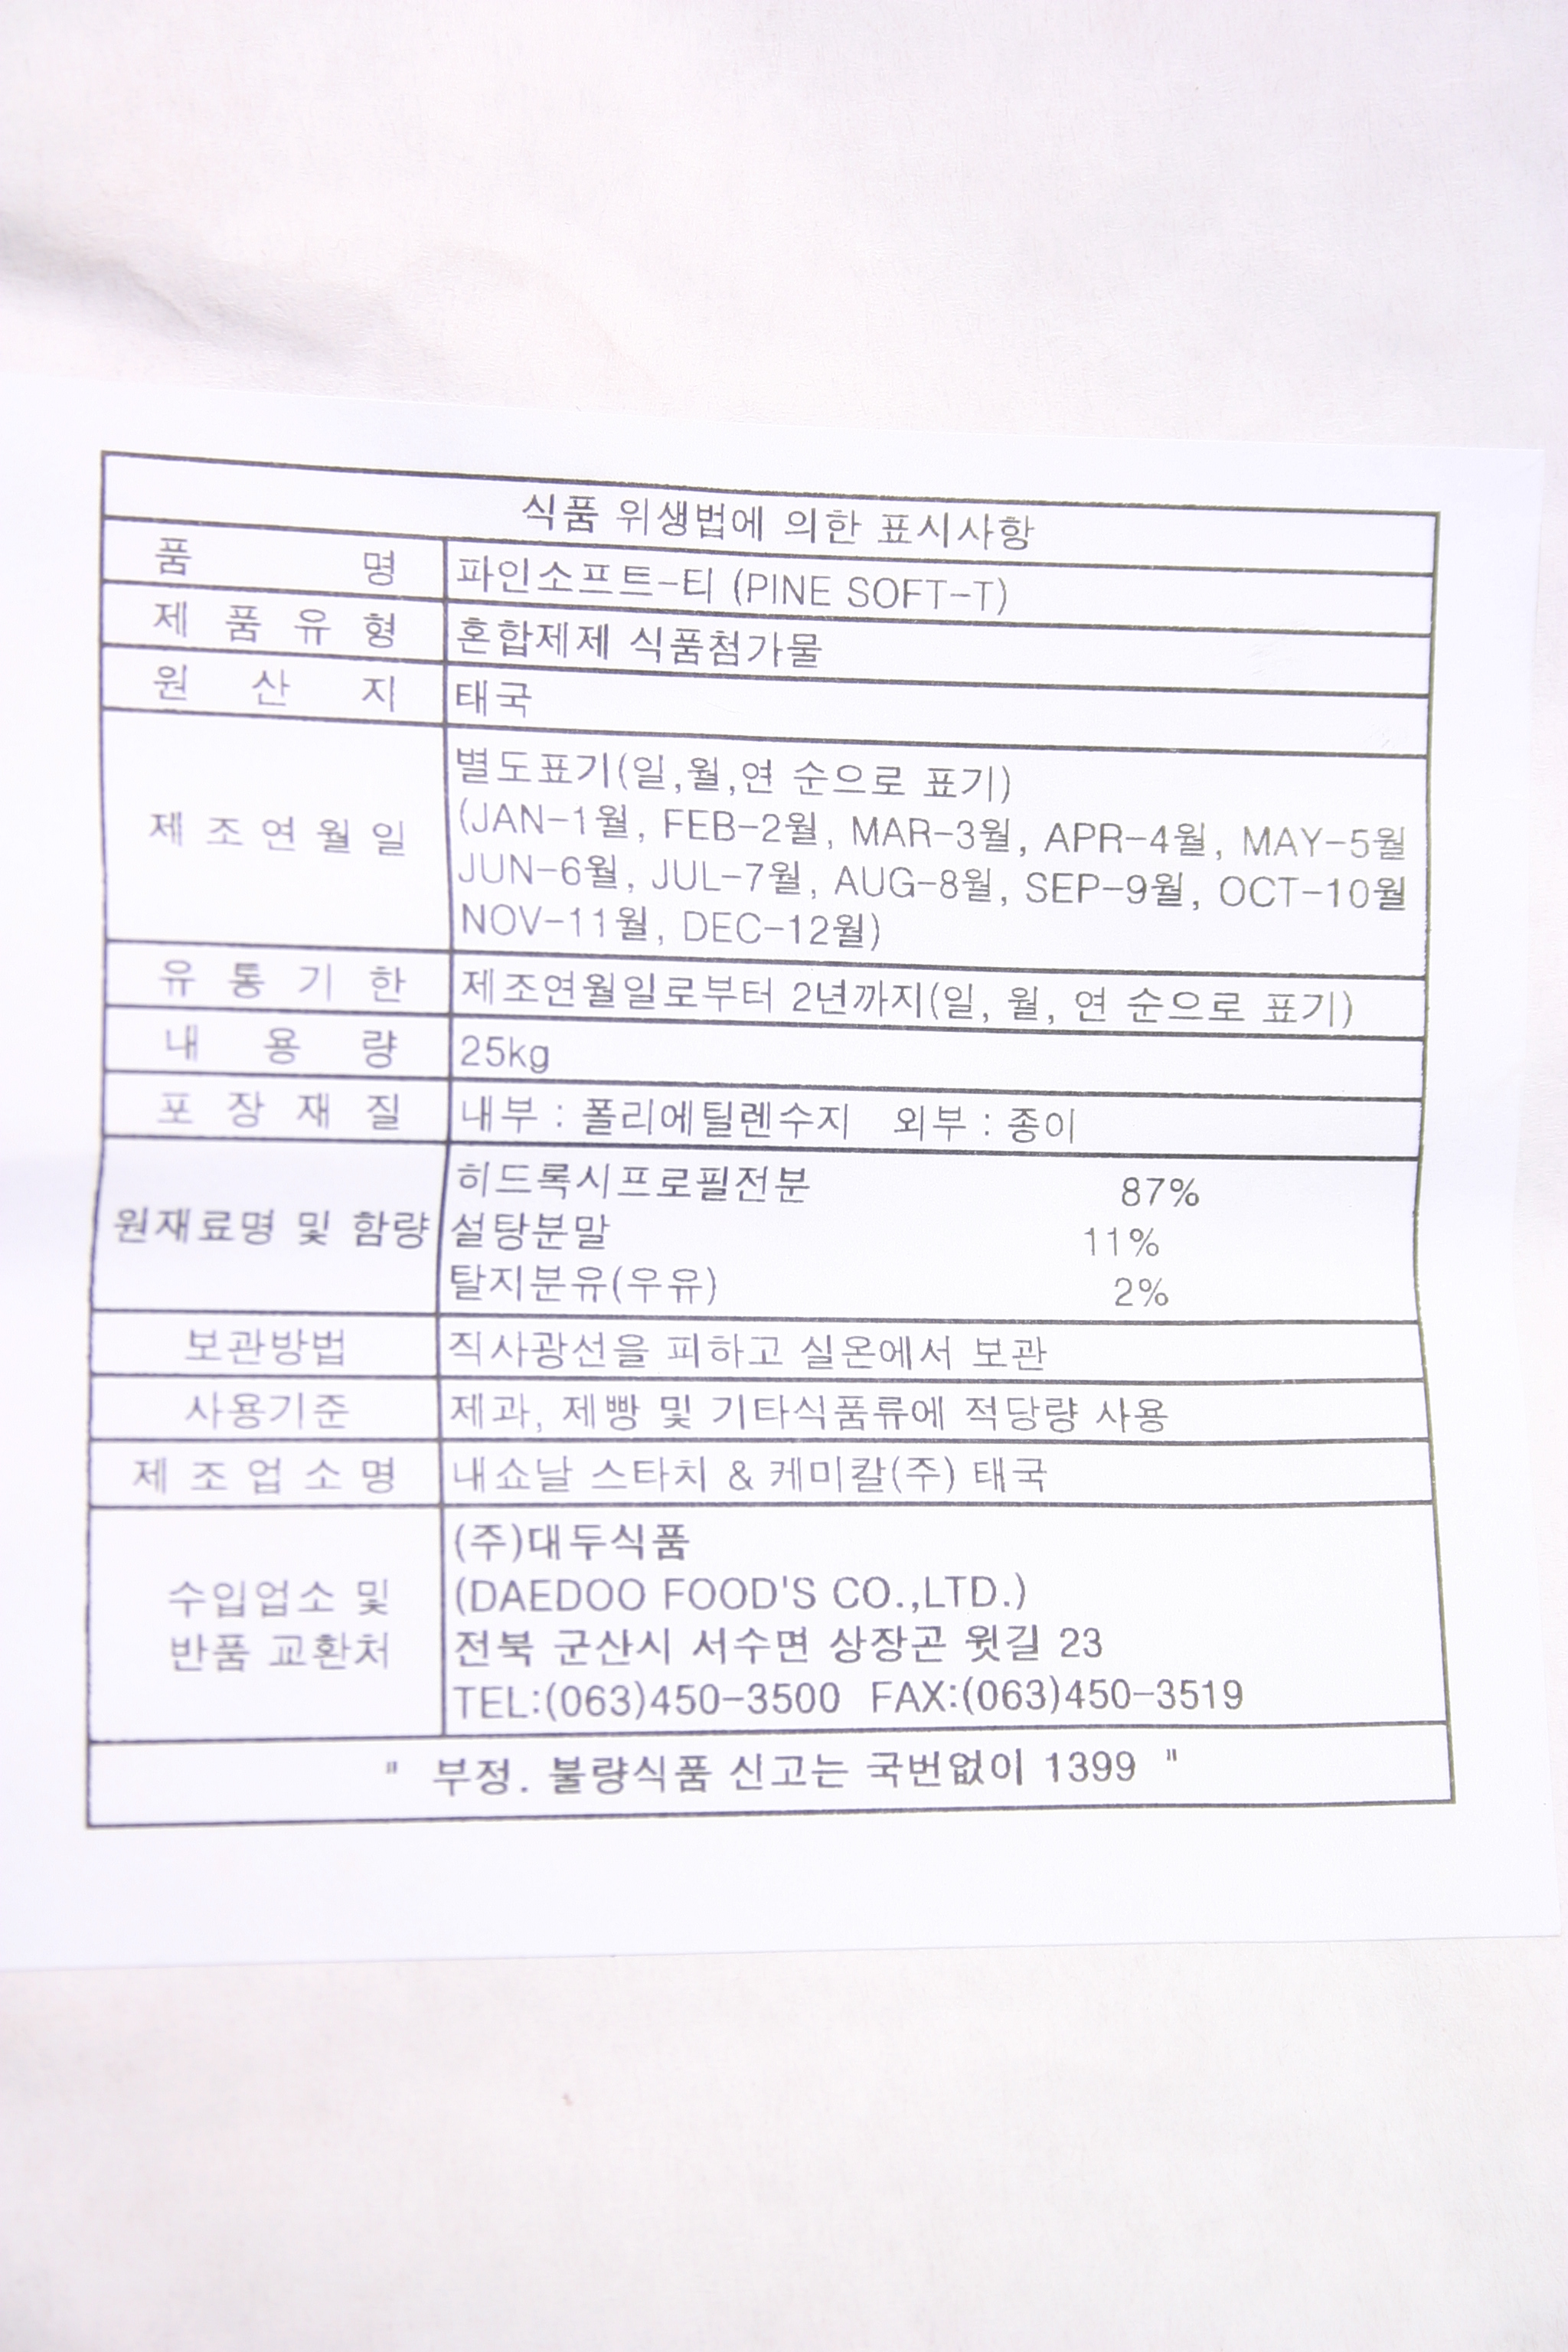 식품 위생법에 의한 표시사항
품 명 파인소프트-티 (PINE SOFT-T)
제 품 유 형 혼합제제 식품첨가물
원 산 지 태국
제 조 연 월 일 별도표기(일,월,연 순으로 표기)
(JAN-1월, FEB-2월, MAR-3월, APR-4월, MAY-5월
JUN-6월, JUL-7월, AUG-8월, SEP-9월, OCT-10월
NOV-11월, DEC-12월)
유 통 기 한 제조연월일로부터 2년까지(일, 월, 연 순으로 표기)
내 용 량 25kg
포 장 재 질 내부 : 폴리에틸렌수지 외부 : 종이
원재료명 및 함량 히드록시프로필전분 87%
설탕분말 11%
탈지분유(우유) 2%
보관방법 직사광선을 피하고 실온에서 보관
사용기준 제과, 제빵 및 기타식품류에 적당량 사용
제 조 업 소 명 내쇼날 스타치 & 케미칼(주) 태국
수입업소 및
반품 교환처
(주)대두식품
(DAEDOO FOOD'S CO.,LTD.)
전북 군산시 서수면 상장곤 윗길 23
TEL:(063)450-3500 FAX:(063)450-3519
" 부정. 불량식품 신고는 국번없이 1399 "